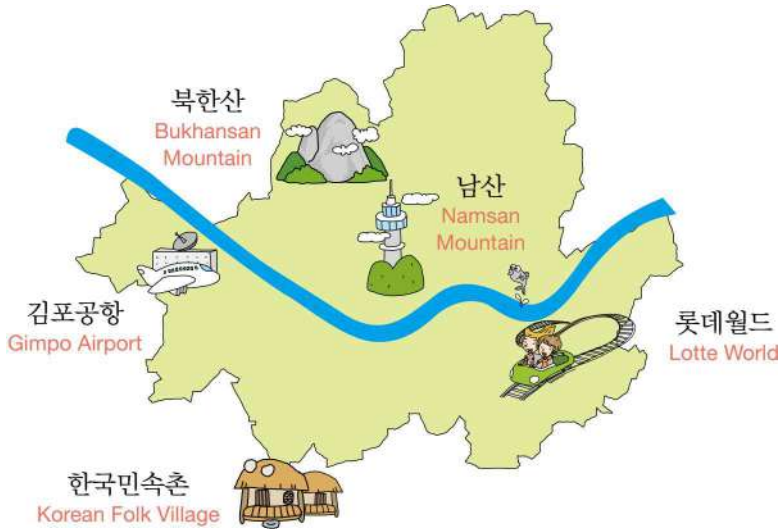 북한산
Bukhansan
Mountain
남산
Namsan
Mountain
김포공항
Gimpo Airport
롯데월드
Lotte World
한국민속촌
Korean Folk Village